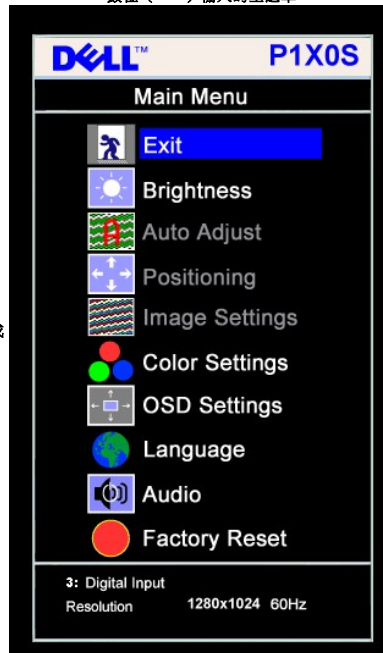 DELL™ P1X0S
Main Menu
Exit
Brightness
Auto Adjust
Positioning
Image Settings
Color Settings
OSD Settings
Language
Audio
Factory Reset
3: Digital Input
Resolution 1280x1024 60Hz